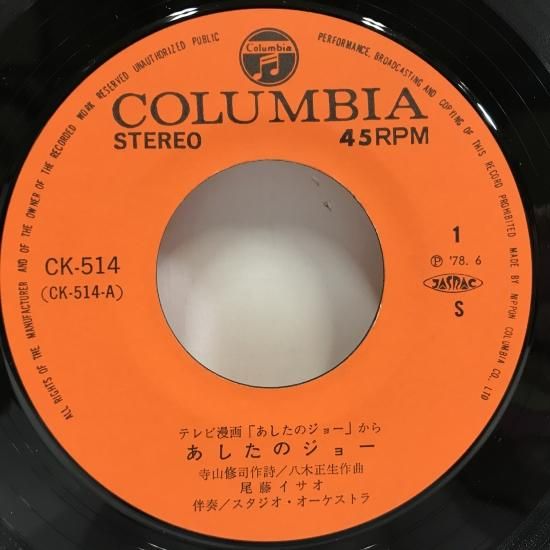 ALL RIGHTS OF THE MANUFACTURER AND OF THE OWNER OF THE RECORDED WORK RESERVED UNAUTHORIZED PUBLIC PERFORMANCE, BROADCASTING AND COPYING OF THIS RECORD PROHIBITED MADE BY NIPPON COLUMBIA CO., LTD
Columbia
COLUMBIA
STEREO 45RPM
CK-514
(CK-514-A)
1
Ⓟ '78. 6
JASRAC
S
テレビ漫画「あしたのジョー」から
あしたのジョー
寺山修司作詩/八木正生作曲
尾藤イサオ
伴奏/スタジオ・オーケストラ